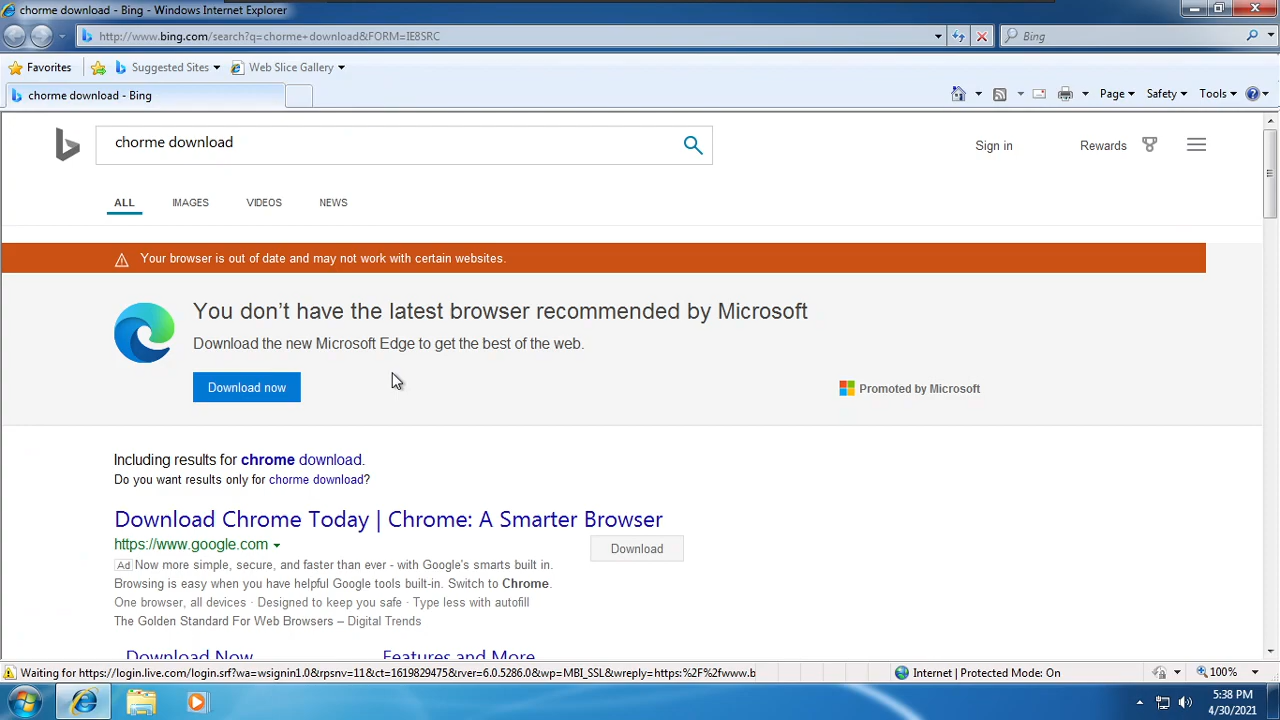 chorme download - Bing - Windows Internet Explorer
http://www.bing.com/search?q=chorme+download&FORM=IE8SRC
Bing
Favorites
Suggested Sites
Web Slice Gallery
chorme download - Bing
Page
Safety
Tools
chorme download
Sign in
Rewards
ALL
IMAGES
VIDEOS
NEWS
Your browser is out of date and may not work with certain websites.
You don't have the latest browser recommended by Microsoft
Download the new Microsoft Edge to get the best of the web.
Download now
Promoted by Microsoft
Including results for chrome download.
Do you want results only for chorme download?
Download Chrome Today | Chrome: A Smarter Browser
https://www.google.com
Download
Ad Now more simple, secure, and faster than ever - with Google's smarts built in.
Browsing is easy when you have helpful Google tools built-in. Switch to Chrome.
One browser, all devices · Designed to keep you safe · Type less with autofill
The Golden Standard For Web Browsers – Digital Trends
Download Now
Features and More
Waiting for https://login.live.com/login.srf?wa=wsignin1.0&rpsnv=11&ct=1619829475&rver=6.0.5286.0&wp=MBI_SSL&wreply=https:%2F%2fwww.b
Internet | Protected Mode: On
100%
5:38 PM
4/30/2021